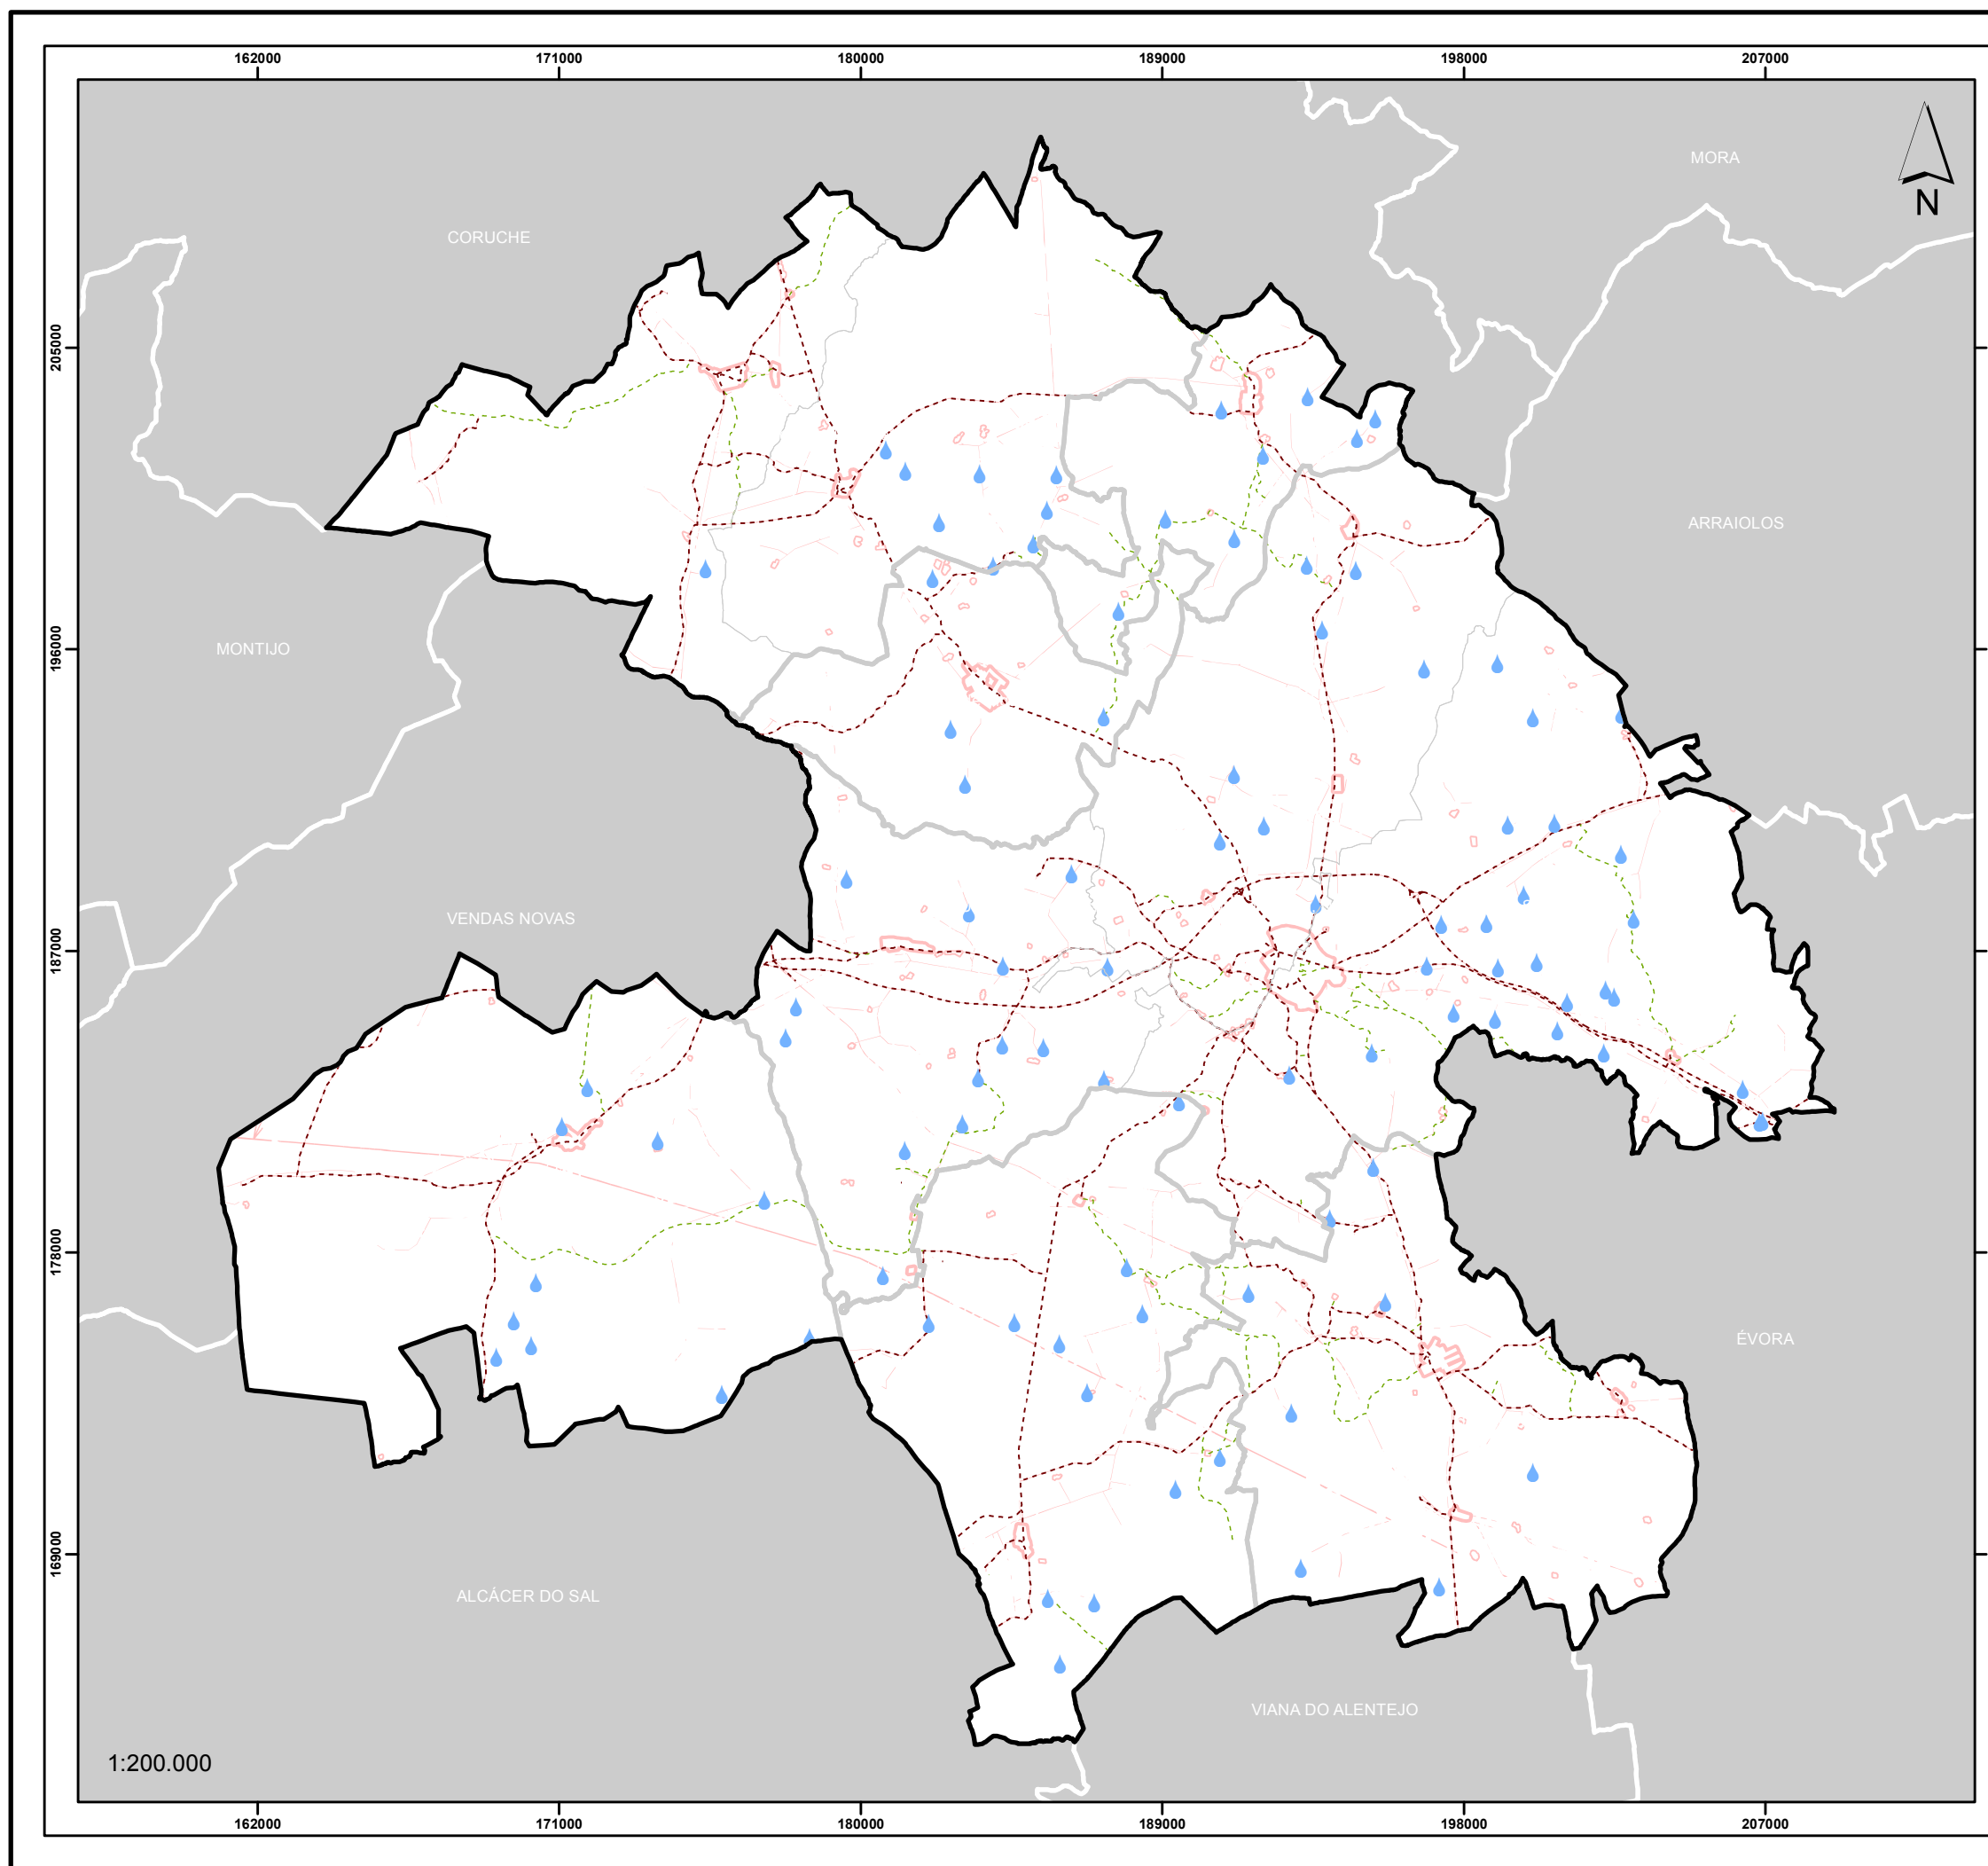 162000 171000 180000 189000 198000 207000
MORA
N
CORUCHE
205000
ARRAIOLOS
MONTIJO
196000
VENDAS NOVAS
187000
178000
ÉVORA
169000
ALCÁCER DO SAL
VIANA DO ALENTEJO
1:200.000
162000 171000 180000 189000 198000 207000